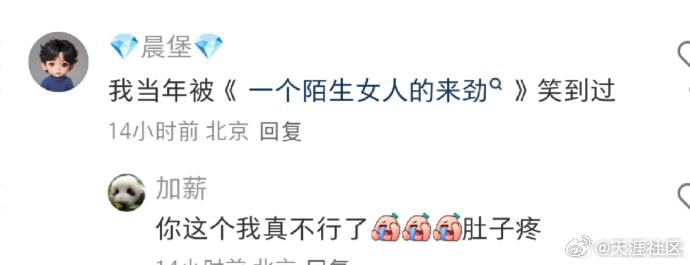 💎晨堡💎
我当年被《 一个陌生女人的来劲 》笑到过
14小时前 北京 回复
加薪
你这个我真不行了😭😭😭肚子疼
14小时前 北京 回复
@天涯社区